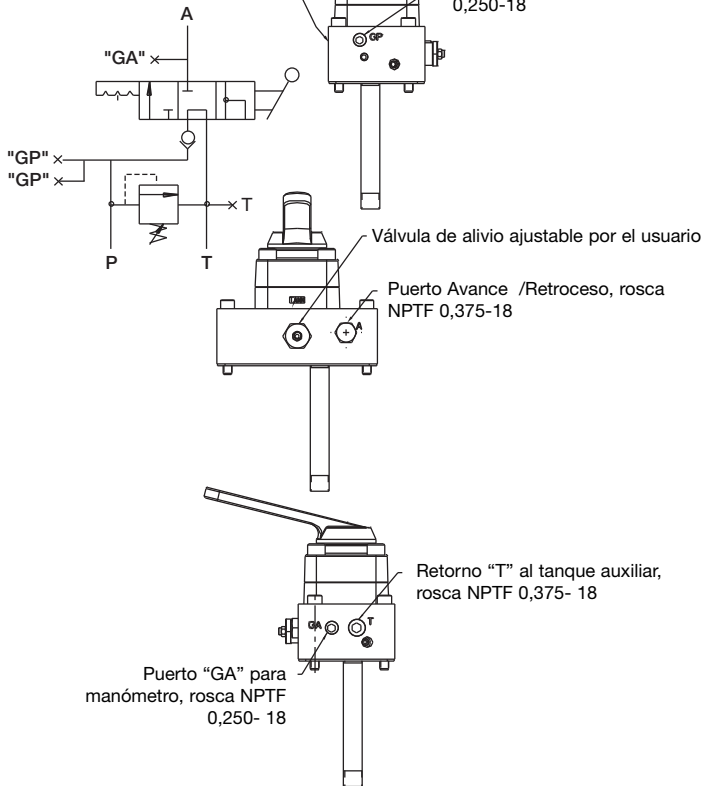 0,250-18
A
"GA"
GP
"GP"
"GP"
T
P
T
Válvula de alivio ajustable por el usuario
Puerto Avance /Retroceso, rosca
NPTF 0,375-18
A
Retorno “T” al tanque auxiliar,
rosca NPTF 0,375- 18
GA
T
Puerto “GA” para
manómetro, rosca NPTF
0,250- 18